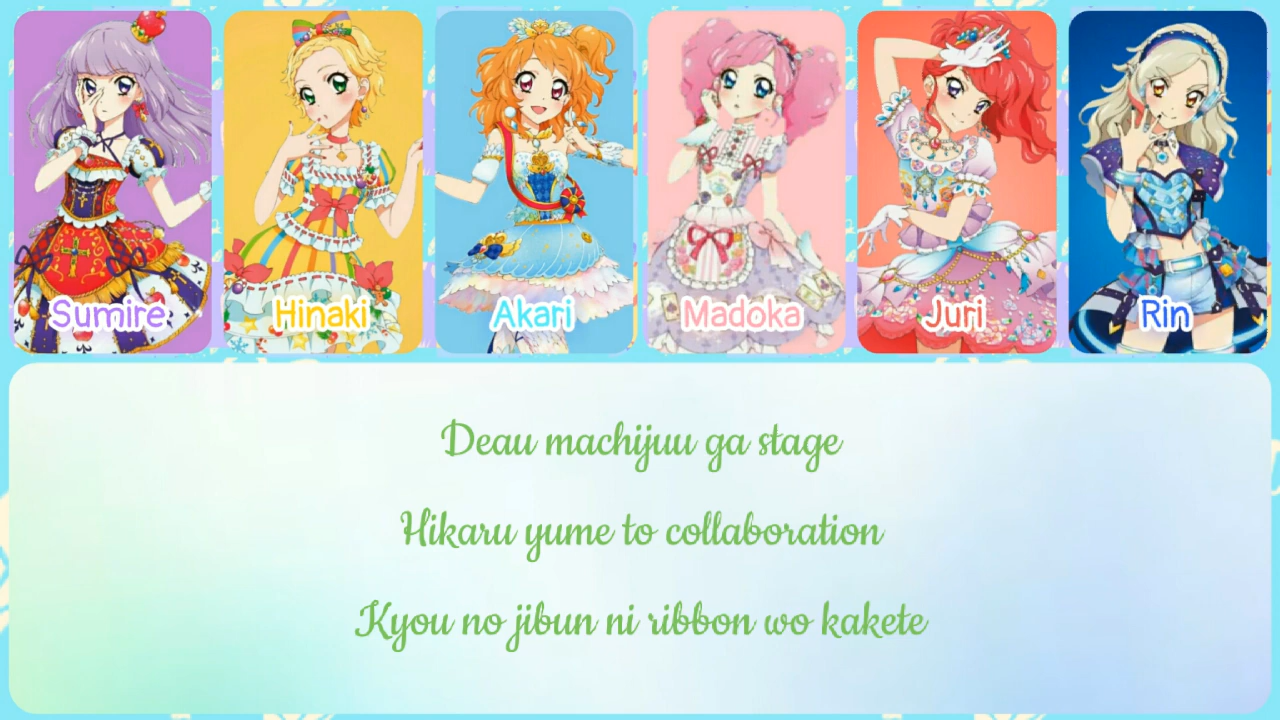 Sumire
Hinaki
Akari
Madoka
Juri
Rin
Deau machijuu ga stage
Hikaru yume to collaboration
Kyou no jibun ni ribbon wo kakete